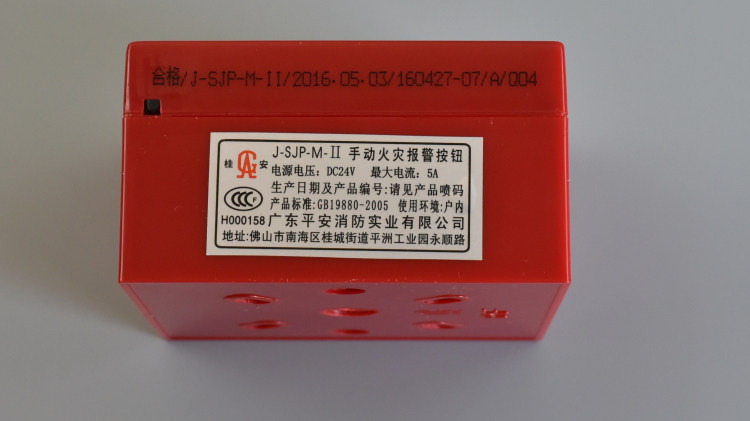 合格/J-SJP-M-II/2016.05.03/160427-07/A/004
桂 安
J-SJP-M-Ⅱ 手动火灾报警按钮
电源电压: DC24V 最大电流: 5A
生产日期及产品编号:请见产品喷码
CCC F
产品标准:GB19880-2005 使用环境:户内
H000158 广东平安消防实业有限公司
地址:佛山市南海区桂城街道平洲工业园永顺路